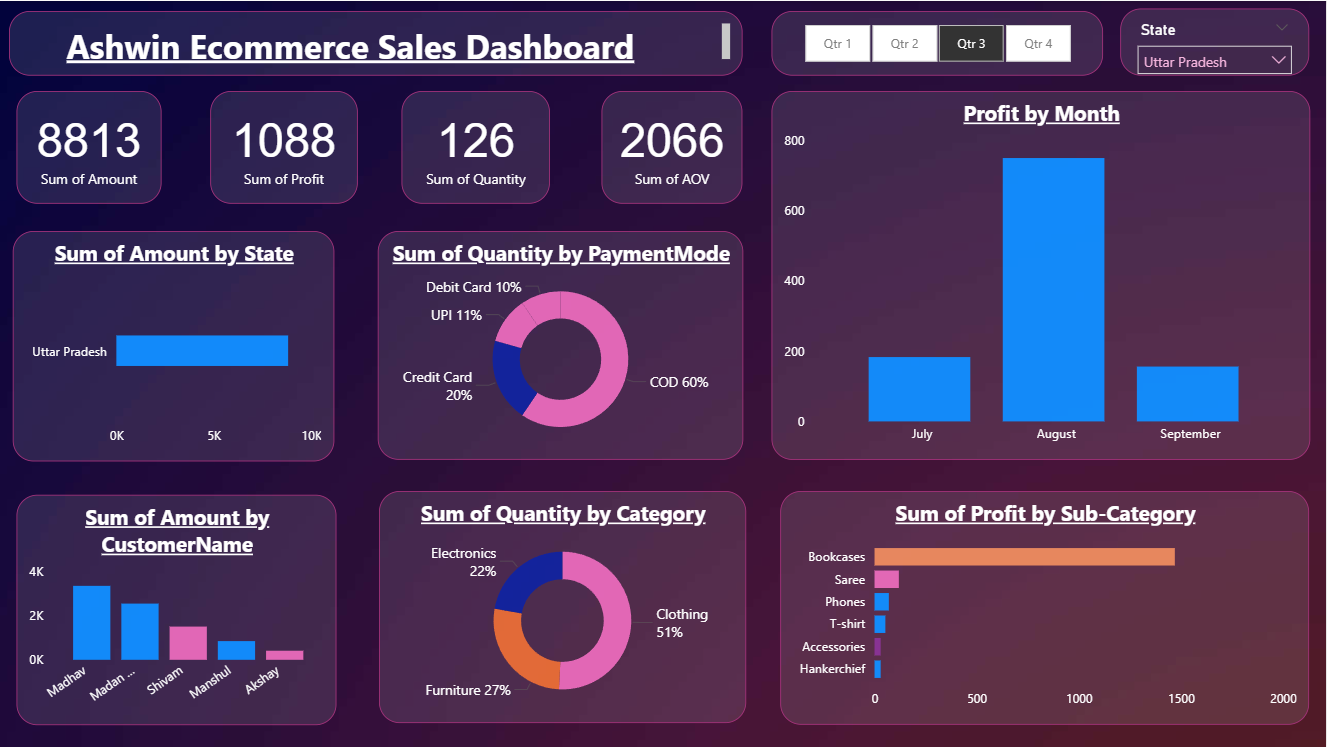 Ashwin Ecommerce Sales Dashboard
Qtr 1
Qtr 2
Qtr 3
Qtr 4
State
Uttar Pradesh
8813
Sum of Amount
1088
Sum of Profit
126
Sum of Quantity
2066
Sum of AOV
Profit by Month
800
600
400
200
0
July
August
September
Sum of Amount by State
Uttar Pradesh
0K
5K
10K
Sum of Quantity by PaymentMode
Debit Card 10%
UPI 11%
Credit Card
20%
COD 60%
Sum of Amount by
CustomerName
4K
2K
0K
Madhav
Madan ...
Shivam
Manshul
Akshay
Sum of Quantity by Category
Electronics
22%
Clothing
51%
Furniture 27%
Sum of Profit by Sub-Category
Bookcases
Saree
Phones
T-shirt
Accessories
Hankerchief
0
500
1000
1500
2000